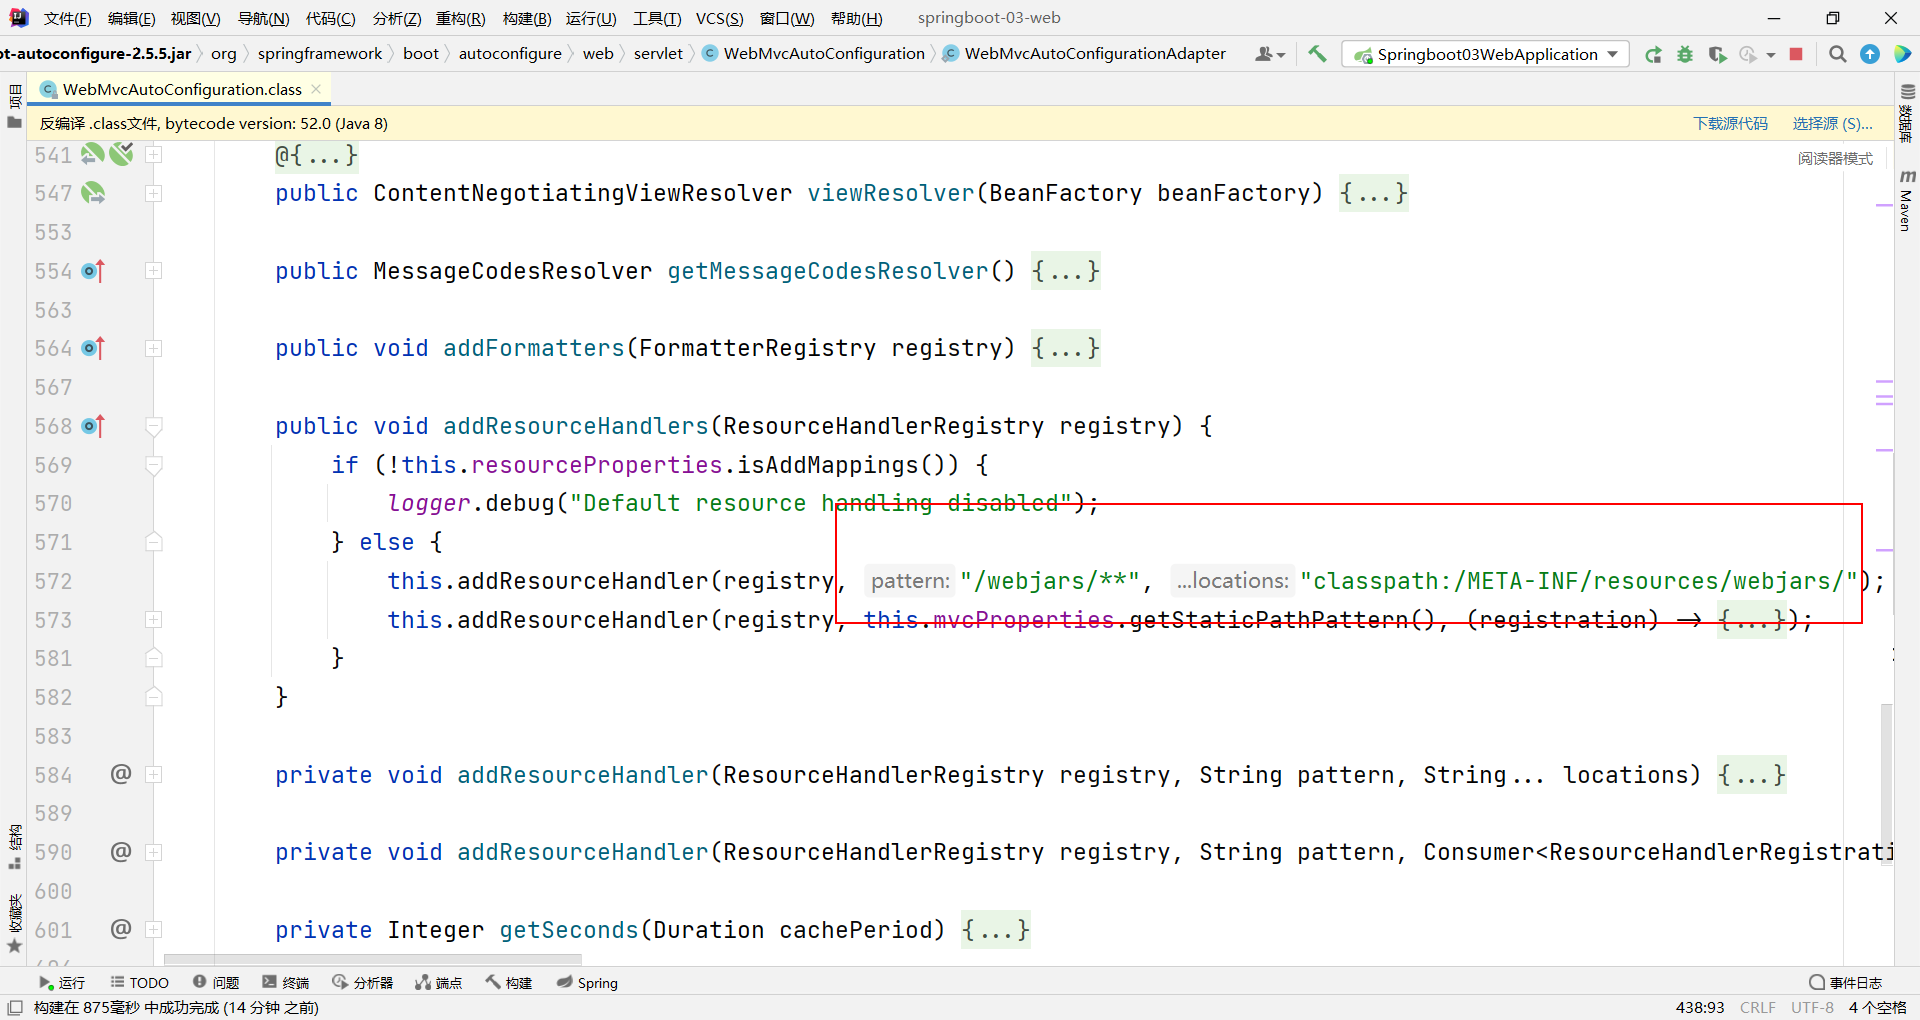 文件(F) 编辑(E) 视图(V) 导航(N) 代码(C) 分析(Z) 重构(R) 构建(B) 运行(U) 工具(T) VCS(S) 窗口(W) 帮助(H) springboot-03-web
ot-autoconfigure-2.5.5.jar org springframework boot autoconfigure web servlet WebMvcAutoConfiguration WebMvcAutoConfigurationAdapter Springboot03WebApplication
WebMvcAutoConfiguration.class
反编译 .class文件, bytecode version: 52.0 (Java 8) 下载源代码 选择源 (S)...
阅读器模式
项目
数据库
Maven
541 @{...}
547 public ContentNegotiatingViewResolver viewResolver(BeanFactory beanFactory) {...}
553
554 public MessageCodesResolver getMessageCodesResolver() {...}
563
564 public void addFormatters(FormatterRegistry registry) {...}
567
568 public void addResourceHandlers(ResourceHandlerRegistry registry) {
569 if (!this.resourceProperties.isAddMappings()) {
570 logger.debug("Default resource handling disabled");
571 } else {
572 this.addResourceHandler(registry, pattern: "/webjars/**", ...locations: "classpath:/META-INF/resources/webjars/");
573 this.addResourceHandler(registry, this.mvcProperties.getStaticPathPattern(), (registration) → {...});
581 }
582 }
583
584 @ private void addResourceHandler(ResourceHandlerRegistry registry, String pattern, String... locations) {...}
589
590 @ private void addResourceHandler(ResourceHandlerRegistry registry, String pattern, Consumer<ResourceHandlerRegistrati
600
601 @ private Integer getSeconds(Duration cachePeriod) {...}
结构
收藏夹
运行 TODO 问题 终端 分析器 端点 构建 Spring 事件日志
构建在 875毫秒 中成功完成 (14 分钟 之前) 438:93 CRLF UTF-8 4 个空格